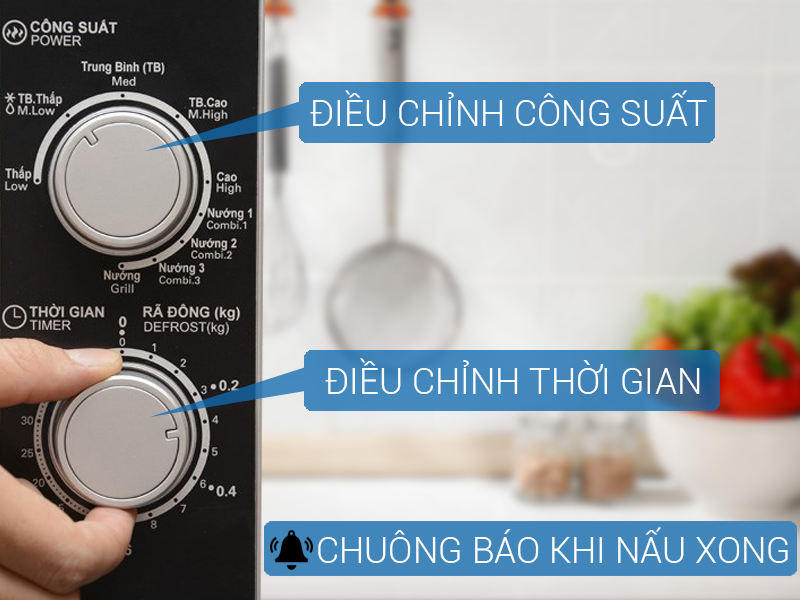 CÔNG SUẤT
POWER
Trung Bình (TB)
Med
TB.Thấp
M.Low
TB.Cao
M.High
Thấp
Low
Cao
High
Nướng 1
Combi.1
Nướng 2
Combi.2
Nướng 3
Combi.3
Nướng
Grill
ĐIỀU CHỈNH CÔNG SUẤT
THỜI GIAN
TIMER
RÃ ĐÔNG (kg)
DEFROST(kg)
0
0
1
2
3 0.2
4
5
6 0.4
7
8
20
25
30
ĐIỀU CHỈNH THỜI GIAN
CHUÔNG BÁO KHI NẤU XONG